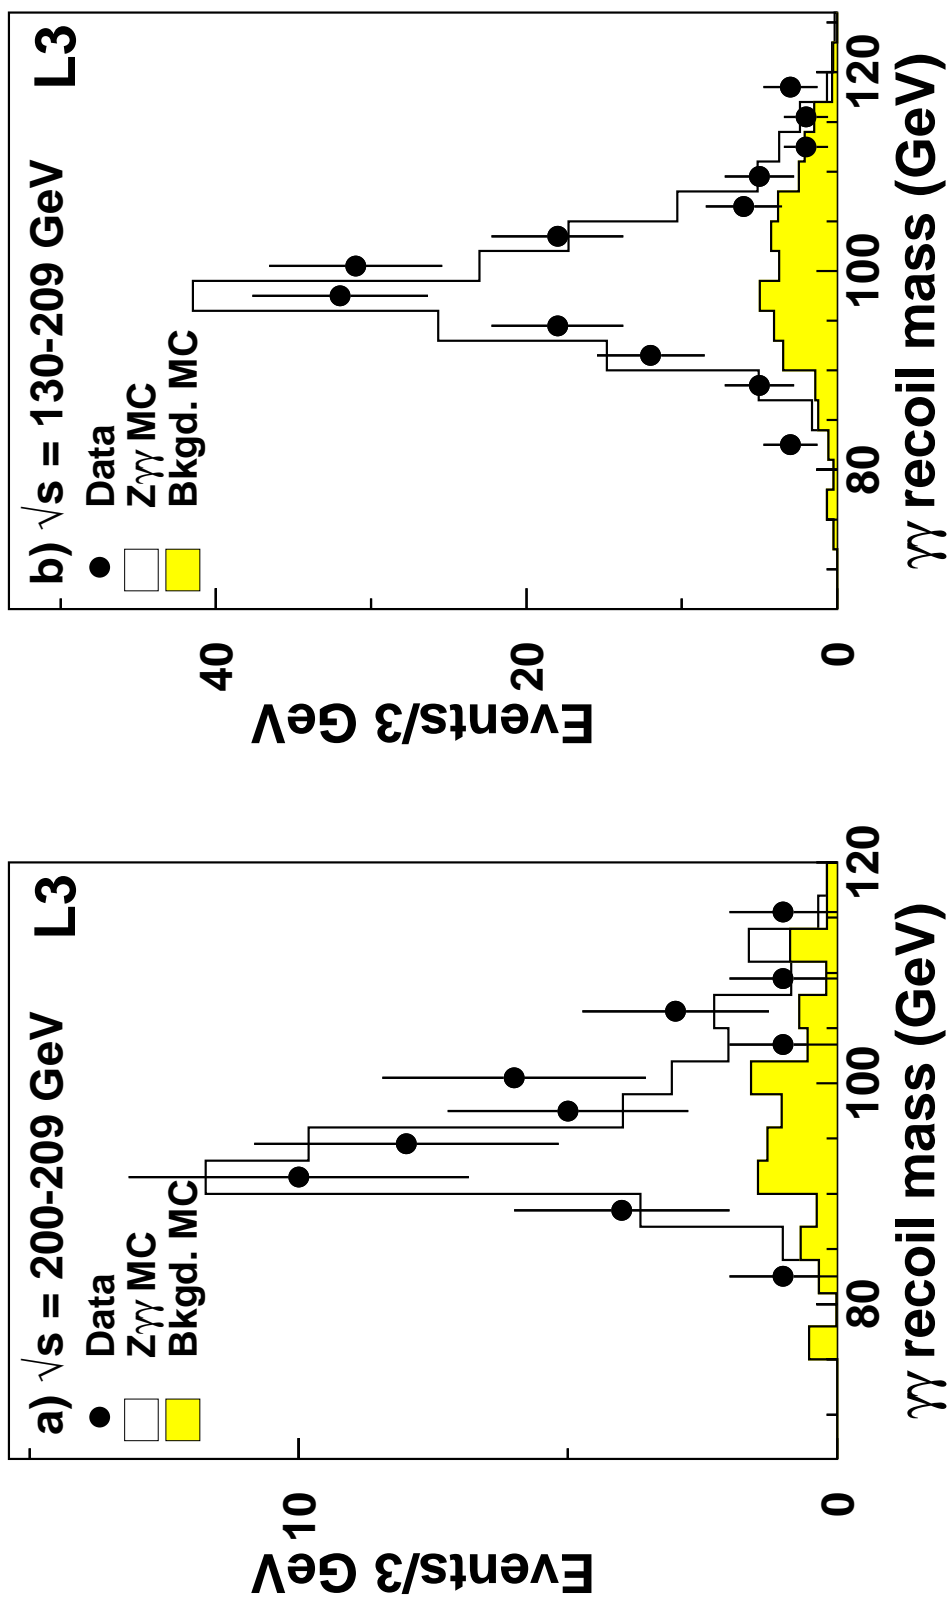 a) √s = 200-209 GeV
L3
Data
Zγγ MC
Bkgd. MC
Events/3 GeV
10
0
80
100
120
γγ recoil mass (GeV)
b) √s = 130-209 GeV
L3
Data
Zγγ MC
Bkgd. MC
Events/3 GeV
40
20
0
80
100
120
γγ recoil mass (GeV)